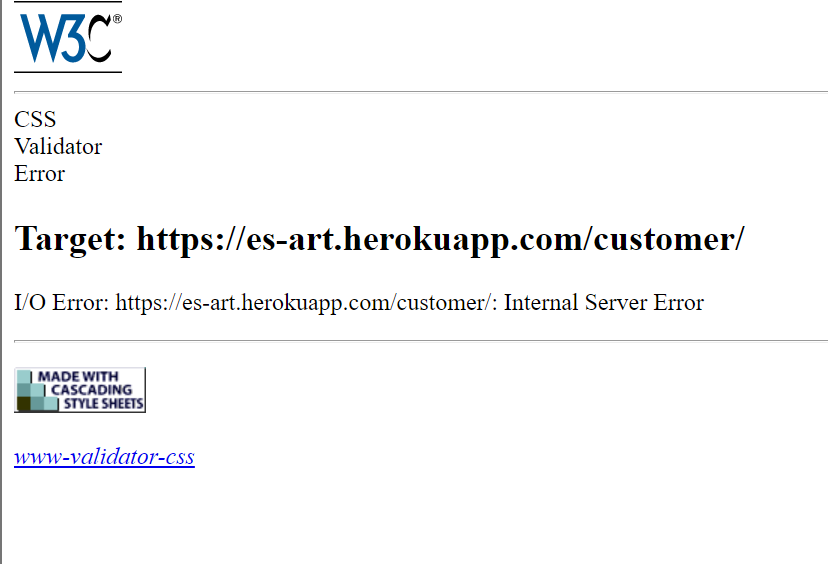 W3C®
CSS
Validator
Error
Target: https://es-art.herokuapp.com/customer/
I/O Error: https://es-art.herokuapp.com/customer/: Internal Server Error
MADE WITH
CASCADING
STYLE SHEETS
www-validator-css